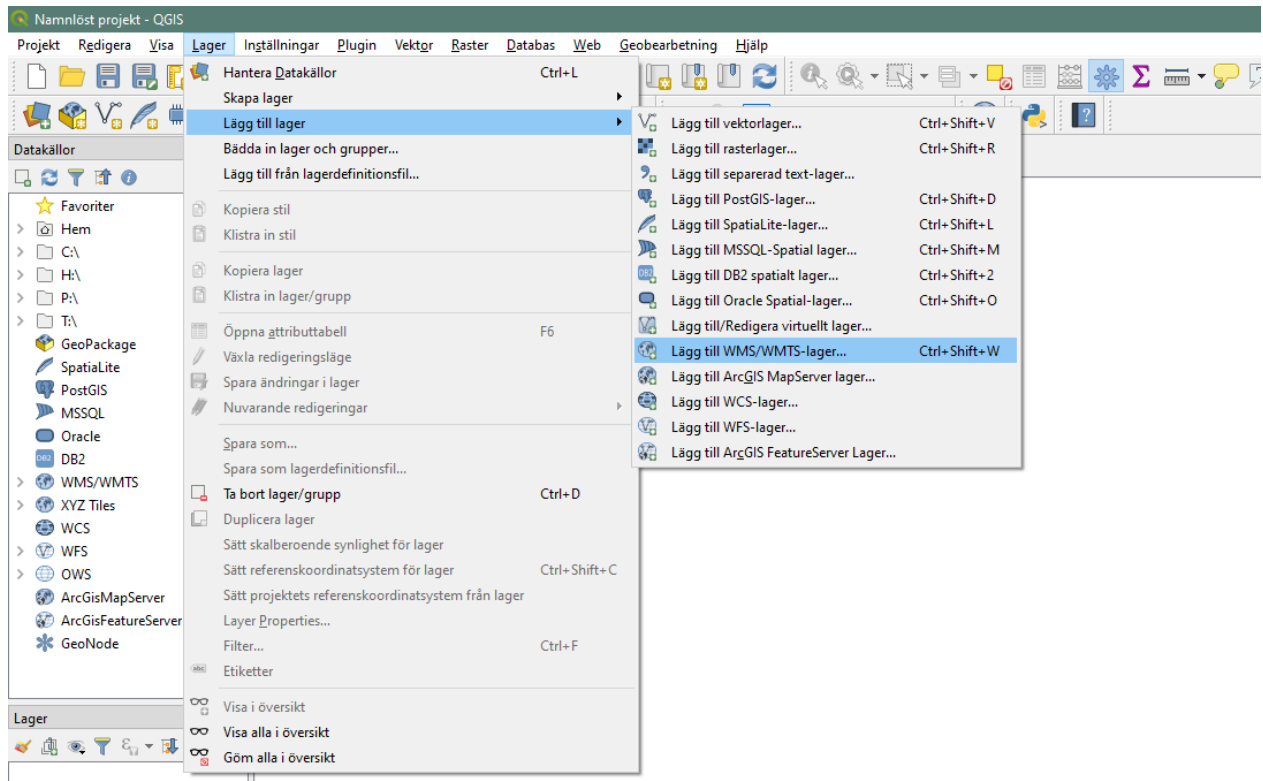 Namnlöst projekt - QGIS
Projekt Redigera Visa Lager Inställningar Plugin Vektor Raster Databas Web Geobearbetning Hjälp
Hantera Datakällor Ctrl+L
Skapa lager
Lägg till lager
Bädda in lager och grupper...
Lägg till från lagerdefinitionsfil...
Kopiera stil
Klistra in stil
Kopiera lager
Klistra in lager/grupp
Öppna attributtabell F6
Växla redigeringsläge
Spara ändringar i lager
Nuvarande redigeringar
Spara som...
Spara som lagerdefinitionsfil...
Ta bort lager/grupp Ctrl+D
Duplicera lager
Sätt skalberoende synlighet för lager
Sätt referenskoordinatsystem för lager Ctrl+Shift+C
Sätt projektets referenskoordinatsystem från lager
Layer Properties...
Filter... Ctrl+F
abc Etiketter
Visa i översikt
Visa alla i översikt
Göm alla i översikt
Lägg till vektorlager... Ctrl+Shift+V
Lägg till rasterlager... Ctrl+Shift+R
Lägg till separerad text-lager...
Lägg till PostGIS-lager... Ctrl+Shift+D
Lägg till SpatiaLite-lager... Ctrl+Shift+L
Lägg till MSSQL-Spatial lager... Ctrl+Shift+M
DB2 Lägg till DB2 spatialt lager... Ctrl+Shift+2
Lägg till Oracle Spatial-lager... Ctrl+Shift+O
Lägg till/Redigera virtuellt lager...
Lägg till WMS/WMTS-lager... Ctrl+Shift+W
Lägg till ArcGIS MapServer lager...
Lägg till WCS-lager...
Lägg till WFS-lager...
Lägg till ArcGIS FeatureServer Lager...
Datakällor
Favoriter
Hem
C:\
H:\
P:\
T:\
GeoPackage
SpatiaLite
PostGIS
MSSQL
Oracle
DB2 DB2
WMS/WMTS
XYZ Tiles
WCS
WFS
OWS
ArcGisMapServer
ArcGisFeatureServer
GeoNode
Lager